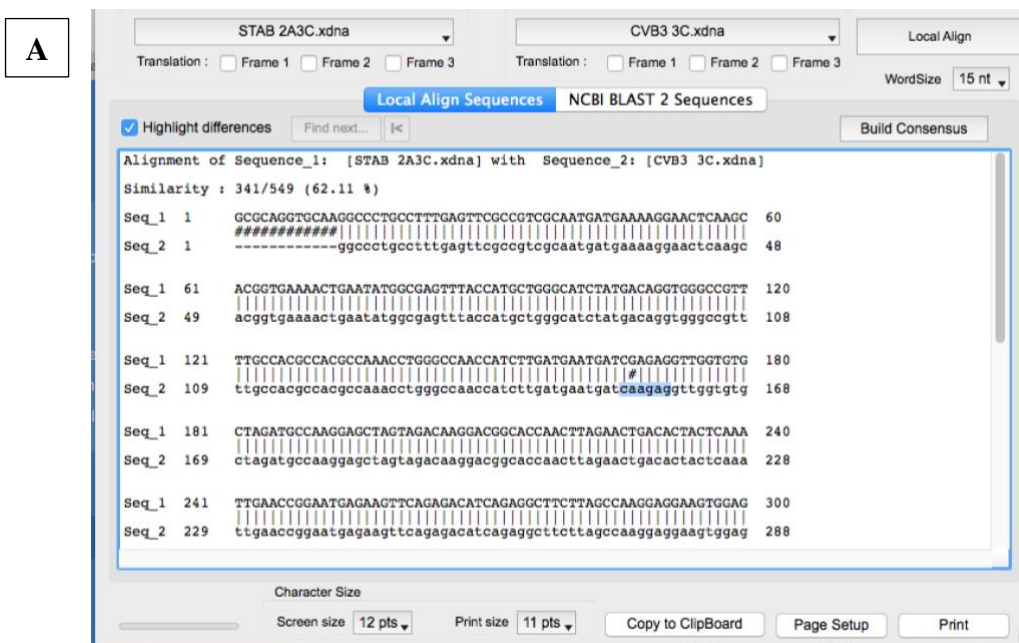 A
STAB 2A3C.xdna CVB3 3C.xdna Local Align
Translation : Frame 1 Frame 2 Frame 3 Translation : Frame 1 Frame 2 Frame 3
WordSize 15 nt
Local Align Sequences NCBI BLAST 2 Sequences
Highlight differences Find next... |< Build Consensus
Alignment of Sequence_1: [STAB 2A3C.xdna] with Sequence_2: [CVB3 3C.xdna]
Similarity : 341/549 (62.11 %)
Seq_1 1 GCGCAGGTGCAAGGCCCTGCCTTTGAGTTCGCCGTCGCAATGATGAAAAGGAACTCAAGC 60
############||||||||||||||||||||||||||||||||||||||||||||||||
Seq_2 1 ------------ggccctgcctttgagttcgccgtcgcaatgatgaaaaggaactcaagc 48
Seq_1 61 ACGGTGAAAACTGAATATGGCGAGTTTACCATGCTGGGCATCTATGACAGGTGGGCCGTT 120
||||||||||||||||||||||||||||||||||||||||||||||||||||||||||||
Seq_2 49 acggtgaaaactgaatatggcgagtttaccatgctgggcatctatgacaggtgggccgtt 108
Seq_1 121 TTGCCACGCCACGCCAAACCTGGGCCAACCATCTTGATGAATGATCGAGAGGTTGGTGTG 180
||||||||||||||||||||||||||||||||||||||||||||||#|||||||||||||
Seq_2 109 ttgccacgccacgccaaacctgggccaaccatcttgatgaatgatcaagaggttggtgtg 168
Seq_1 181 CTAGATGCCAAGGAGCTAGTAGACAAGGACGGCACCAACTTAGAACTGACACTACTCAAA 240
||||||||||||||||||||||||||||||||||||||||||||||||||||||||||||
Seq_2 169 ctagatgccaaggagctagtagacaaggacggcaccaacttagaactgacactactcaaa 228
Seq_1 241 TTGAACCGGAATGAGAAGTTCAGAGACATCAGAGGCTTCTTAGCCAAGGAGGAAGTGGAG 300
||||||||||||||||||||||||||||||||||||||||||||||||||||||||||||
Seq_2 229 ttgaaccggaatgagaagttcagagacatcagaggcttcttagccaaggaggaagtggag 288
Character Size
Screen size 12 pts Print size 11 pts Copy to ClipBoard Page Setup Print